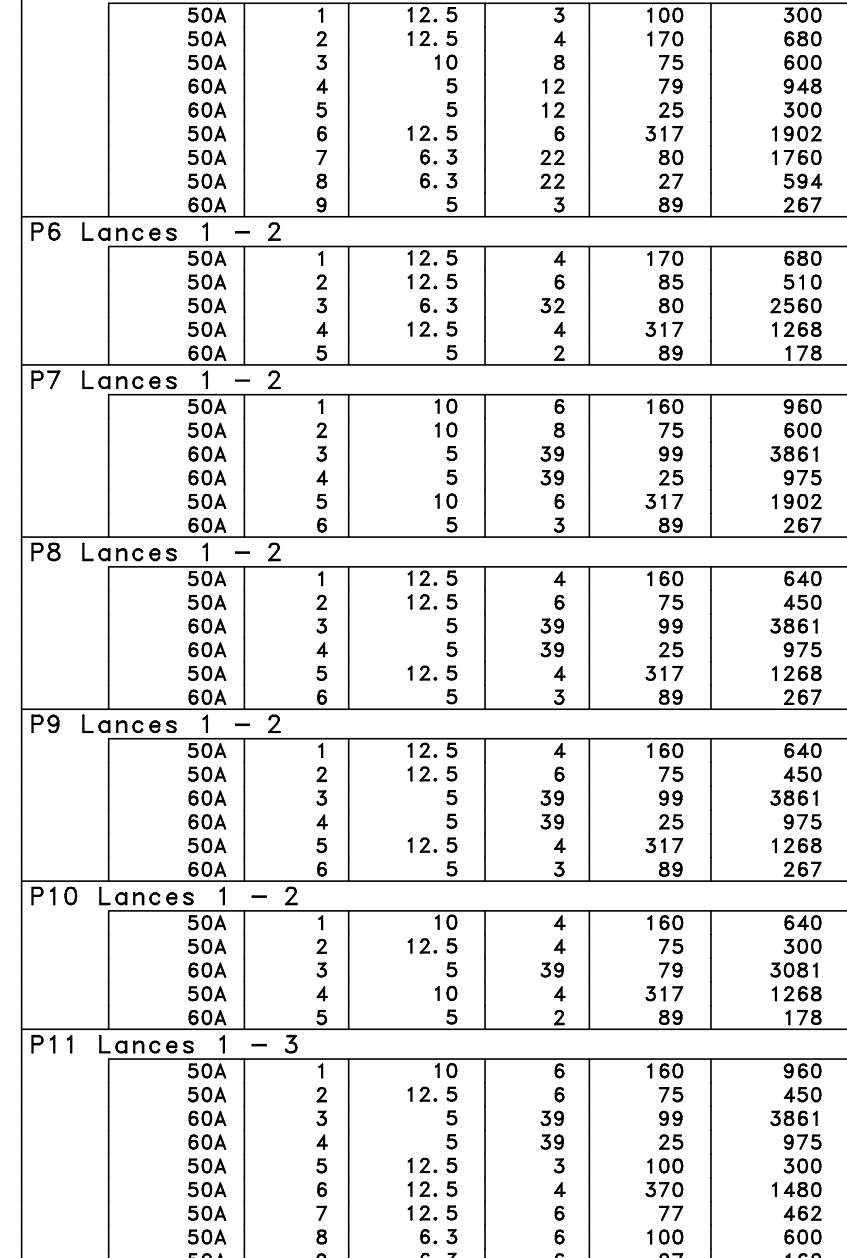 50A 1 12.5 3 100 300
50A 2 12.5 4 170 680
50A 3 10 8 75 600
60A 4 5 12 79 948
60A 5 5 12 25 300
50A 6 12.5 6 317 1902
50A 7 6.3 22 80 1760
50A 8 6.3 22 27 594
60A 9 5 3 89 267
P6 Lances 1 - 2
50A 1 12.5 4 170 680
50A 2 12.5 6 85 510
50A 3 6.3 32 80 2560
50A 4 12.5 4 317 1268
60A 5 5 2 89 178
P7 Lances 1 - 2
50A 1 10 6 160 960
50A 2 10 8 75 600
60A 3 5 39 99 3861
60A 4 5 39 25 975
50A 5 10 6 317 1902
60A 6 5 3 89 267
P8 Lances 1 - 2
50A 1 12.5 4 160 640
50A 2 12.5 6 75 450
60A 3 5 39 99 3861
60A 4 5 39 25 975
50A 5 12.5 4 317 1268
60A 6 5 3 89 267
P9 Lances 1 - 2
50A 1 12.5 4 160 640
50A 2 12.5 6 75 450
60A 3 5 39 99 3861
60A 4 5 39 25 975
50A 5 12.5 4 317 1268
60A 6 5 3 89 267
P10 Lances 1 - 2
50A 1 10 4 160 640
50A 2 12.5 4 75 300
60A 3 5 39 79 3081
50A 4 10 4 317 1268
60A 5 5 2 89 178
P11 Lances 1 - 3
50A 1 10 6 160 960
50A 2 12.5 6 75 450
60A 3 5 39 99 3861
60A 4 5 39 25 975
50A 5 12.5 3 100 300
50A 6 12.5 4 370 1480
50A 7 12.5 6 77 462
50A 8 6.3 6 100 600